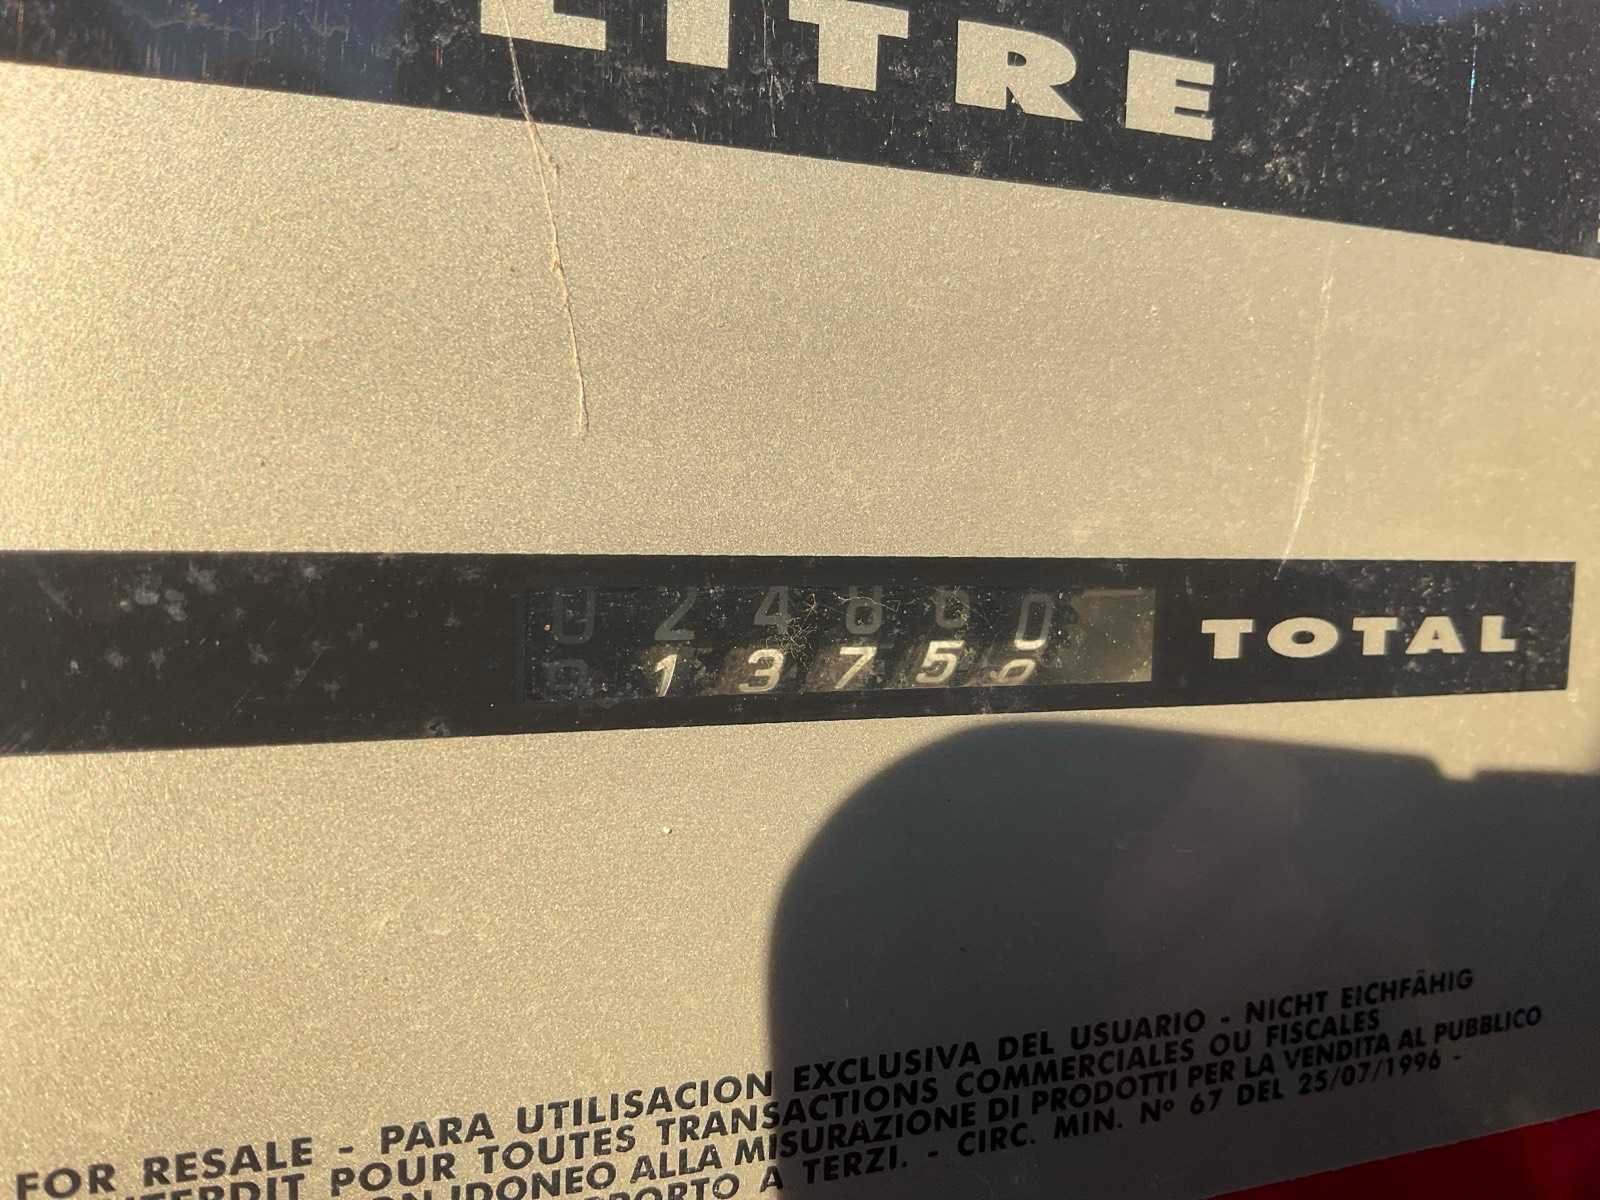 LITRE
TOTAL
FOR RESALE - PARA UTILISACION EXCLUSIVA DEL USUARIO - NICHT EICHFÄHIG
POUR TOUTES TRANSACTIONS COMMERCIALES OU FISCALES
IDONEO ALLA MISURAZIONE DI PRODOTTI PER LA VENDITA AL PUBBLICO
A TERZI. - CIRC. MIN. Nº 67 DEL 25/07/1996 -